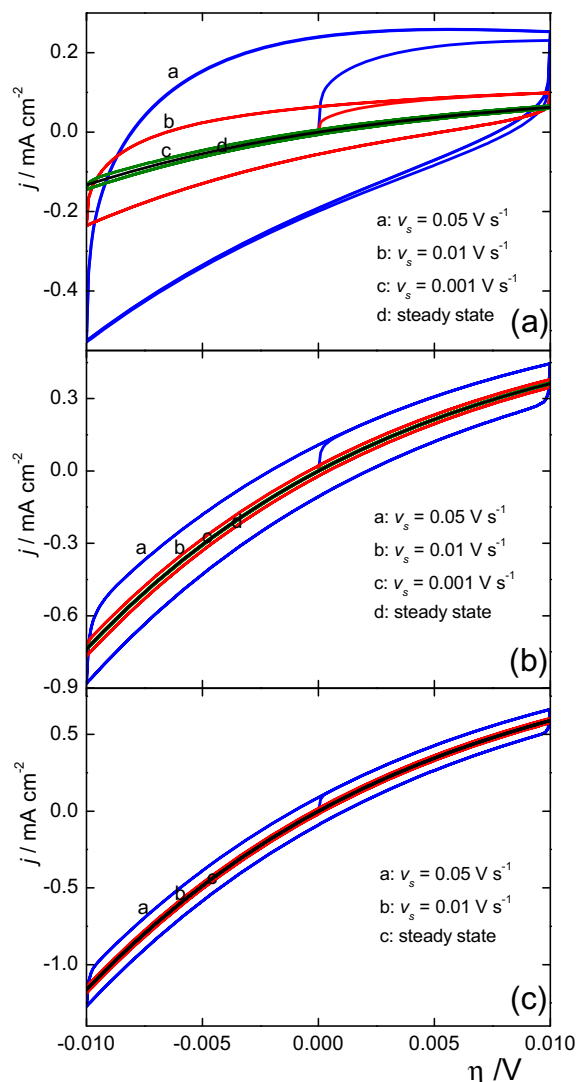 0.2
0.0
-0.2
-0.4
j / mA cm⁻²
a
b
c
d
a: vₛ = 0.05 V s⁻¹
b: vₛ = 0.01 V s⁻¹
c: vₛ = 0.001 V s⁻¹
d: steady state
(a)
0.3
0.0
-0.3
-0.6
-0.9
j / mA cm⁻²
a
b
c
d
a: vₛ = 0.05 V s⁻¹
b: vₛ = 0.01 V s⁻¹
c: vₛ = 0.001 V s⁻¹
d: steady state
(b)
0.5
0.0
-0.5
-1.0
j / mA cm⁻²
a
b
c
a: vₛ = 0.05 V s⁻¹
b: vₛ = 0.01 V s⁻¹
c: steady state
(c)
-0.010 -0.005 0.000 0.005 0.010
η /V